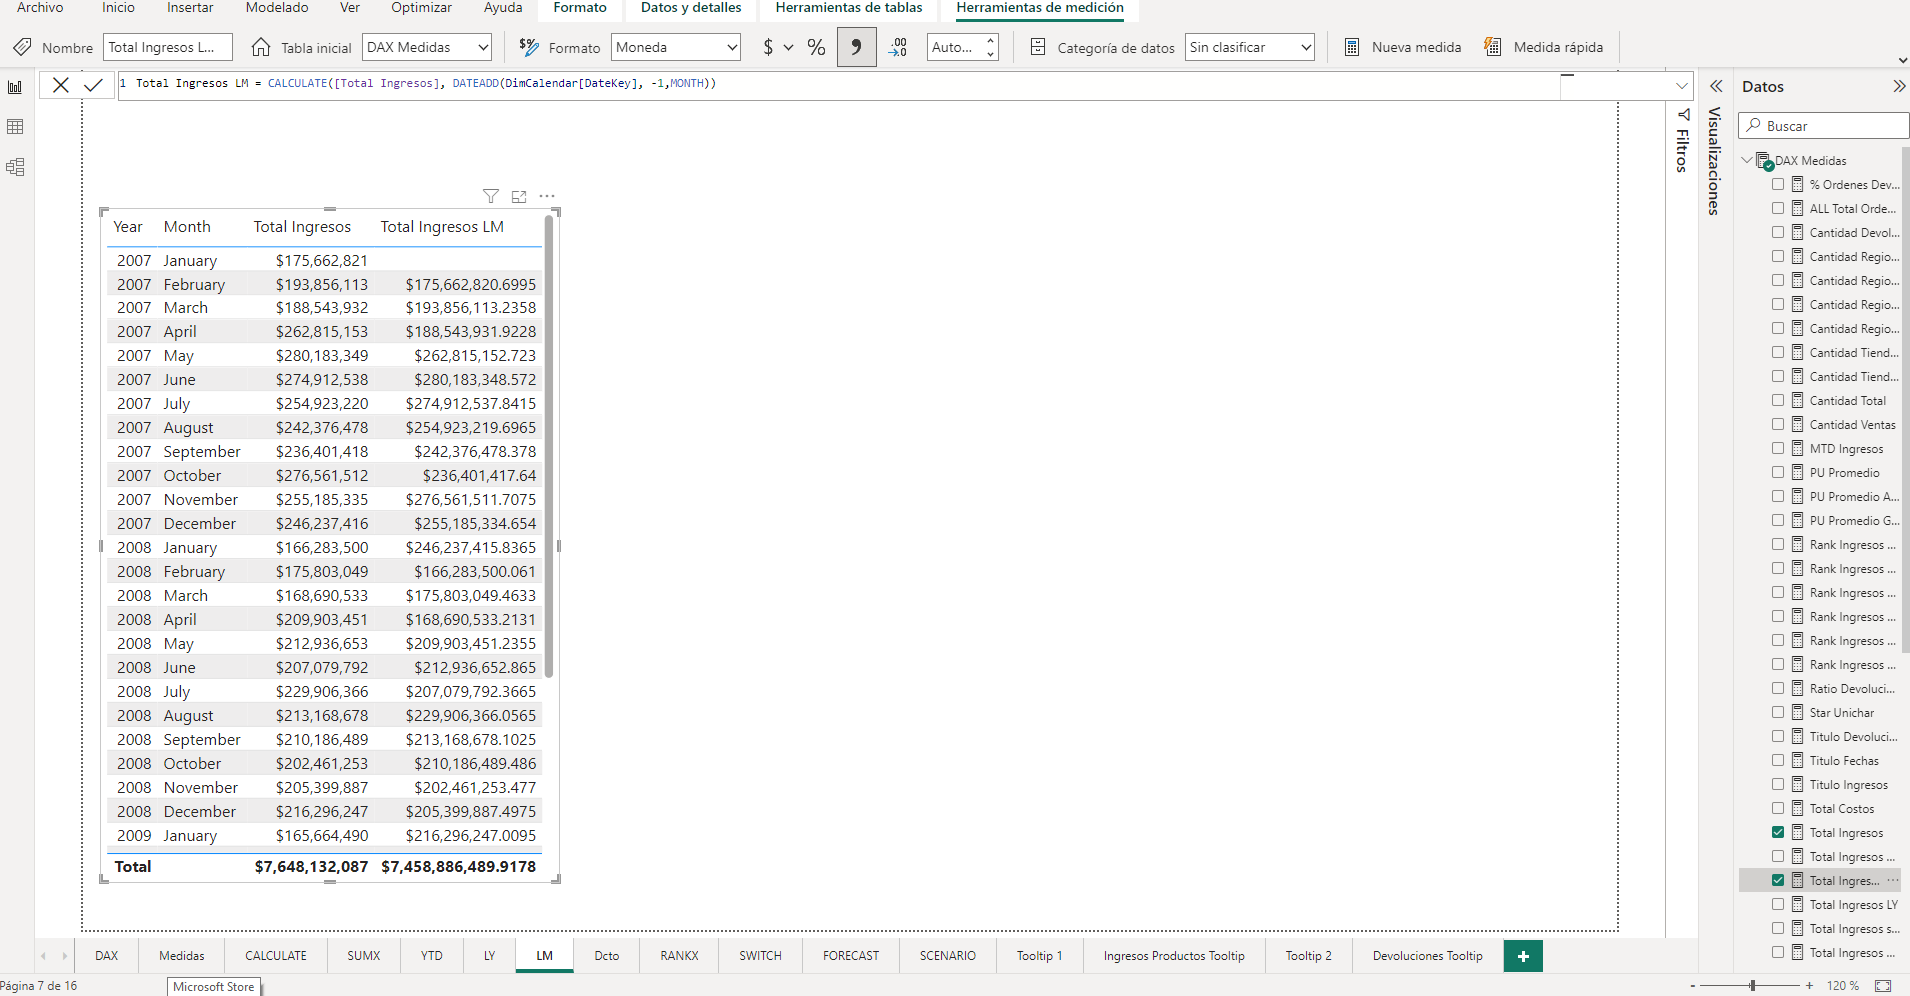 Archivo Inicio Insertar Modelado Ver Optimizar Ayuda Formato Datos y detalles Herramientas de tablas Herramientas de medición
Nombre Total Ingresos L... Tabla inicial DAX Medidas Formato Moneda $ % 9 .00 Auto... Categoría de datos Sin clasificar Nueva medida Medida rápida
1 Total Ingresos LM = CALCULATE([Total Ingresos], DATEADD(DimCalendar[DateKey], -1,MONTH))
Year Month Total Ingresos Total Ingresos LM
2007 January $175,662,821
2007 February $193,856,113 $175,662,820.6995
2007 March $188,543,932 $193,856,113.2358
2007 April $262,815,153 $188,543,931.9228
2007 May $280,183,349 $262,815,152.723
2007 June $274,912,538 $280,183,348.572
2007 July $254,923,220 $274,912,537.8415
2007 August $242,376,478 $254,923,219.6965
2007 September $236,401,418 $242,376,478.378
2007 October $276,561,512 $236,401,417.64
2007 November $255,185,335 $276,561,511.7075
2007 December $246,237,416 $255,185,334.654
2008 January $166,283,500 $246,237,415.8365
2008 February $175,803,049 $166,283,500.061
2008 March $168,690,533 $175,803,049.4633
2008 April $209,903,451 $168,690,533.2131
2008 May $212,936,653 $209,903,451.2355
2008 June $207,079,792 $212,936,652.865
2008 July $229,906,366 $207,079,792.3665
2008 August $213,168,678 $229,906,366.0565
2008 September $210,186,489 $213,168,678.1025
2008 October $202,461,253 $210,186,489.486
2008 November $205,399,887 $202,461,253.477
2008 December $216,296,247 $205,399,887.4975
2009 January $165,664,490 $216,296,247.0095
Total $7,648,132,087 $7,458,886,489.9178
Filtros
Visualizaciones
Datos
Buscar
DAX Medidas
% Ordenes Dev...
ALL Total Orde...
Cantidad Devol...
Cantidad Regio...
Cantidad Regio...
Cantidad Regio...
Cantidad Regio...
Cantidad Tiend...
Cantidad Tiend...
Cantidad Total
Cantidad Ventas
MTD Ingresos
PU Promedio
PU Promedio A...
PU Promedio G...
Rank Ingresos ...
Rank Ingresos ...
Rank Ingresos ...
Rank Ingresos ...
Rank Ingresos ...
Rank Ingresos ...
Ratio Devoluci...
Star Unichar
Titulo Devoluci...
Titulo Fechas
Titulo Ingresos
Total Costos
Total Ingresos
Total Ingresos ...
Total Ingres... ...
Total Ingresos LY
Total Ingresos s...
Total Ingresos ...
DAX Medidas CALCULATE SUMX YTD LY LM Dcto RANKX SWITCH FORECAST SCENARIO Tooltip 1 Ingresos Productos Tooltip Tooltip 2 Devoluciones Tooltip +
Página 7 de 16 Microsoft Store - + 120 %